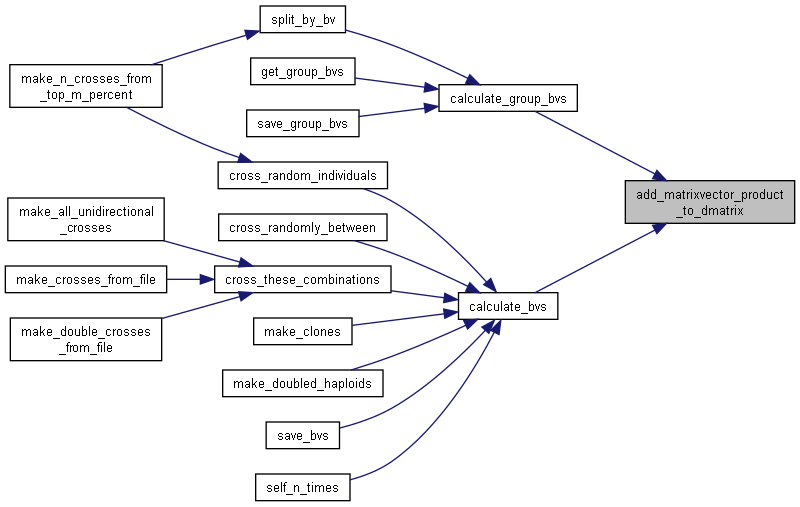 split_by_bv
make_n_crosses_from
_top_m_percent
get_group_bvs
calculate_group_bvs
save_group_bvs
cross_random_individuals
add_matrixvector_product
_to_dmatrix
make_all_unidirectional
_crosses
cross_randomly_between
make_crosses_from_file
cross_these_combinations
calculate_bvs
make_double_crosses
_from_file
make_clones
make_doubled_haploids
save_bvs
self_n_times